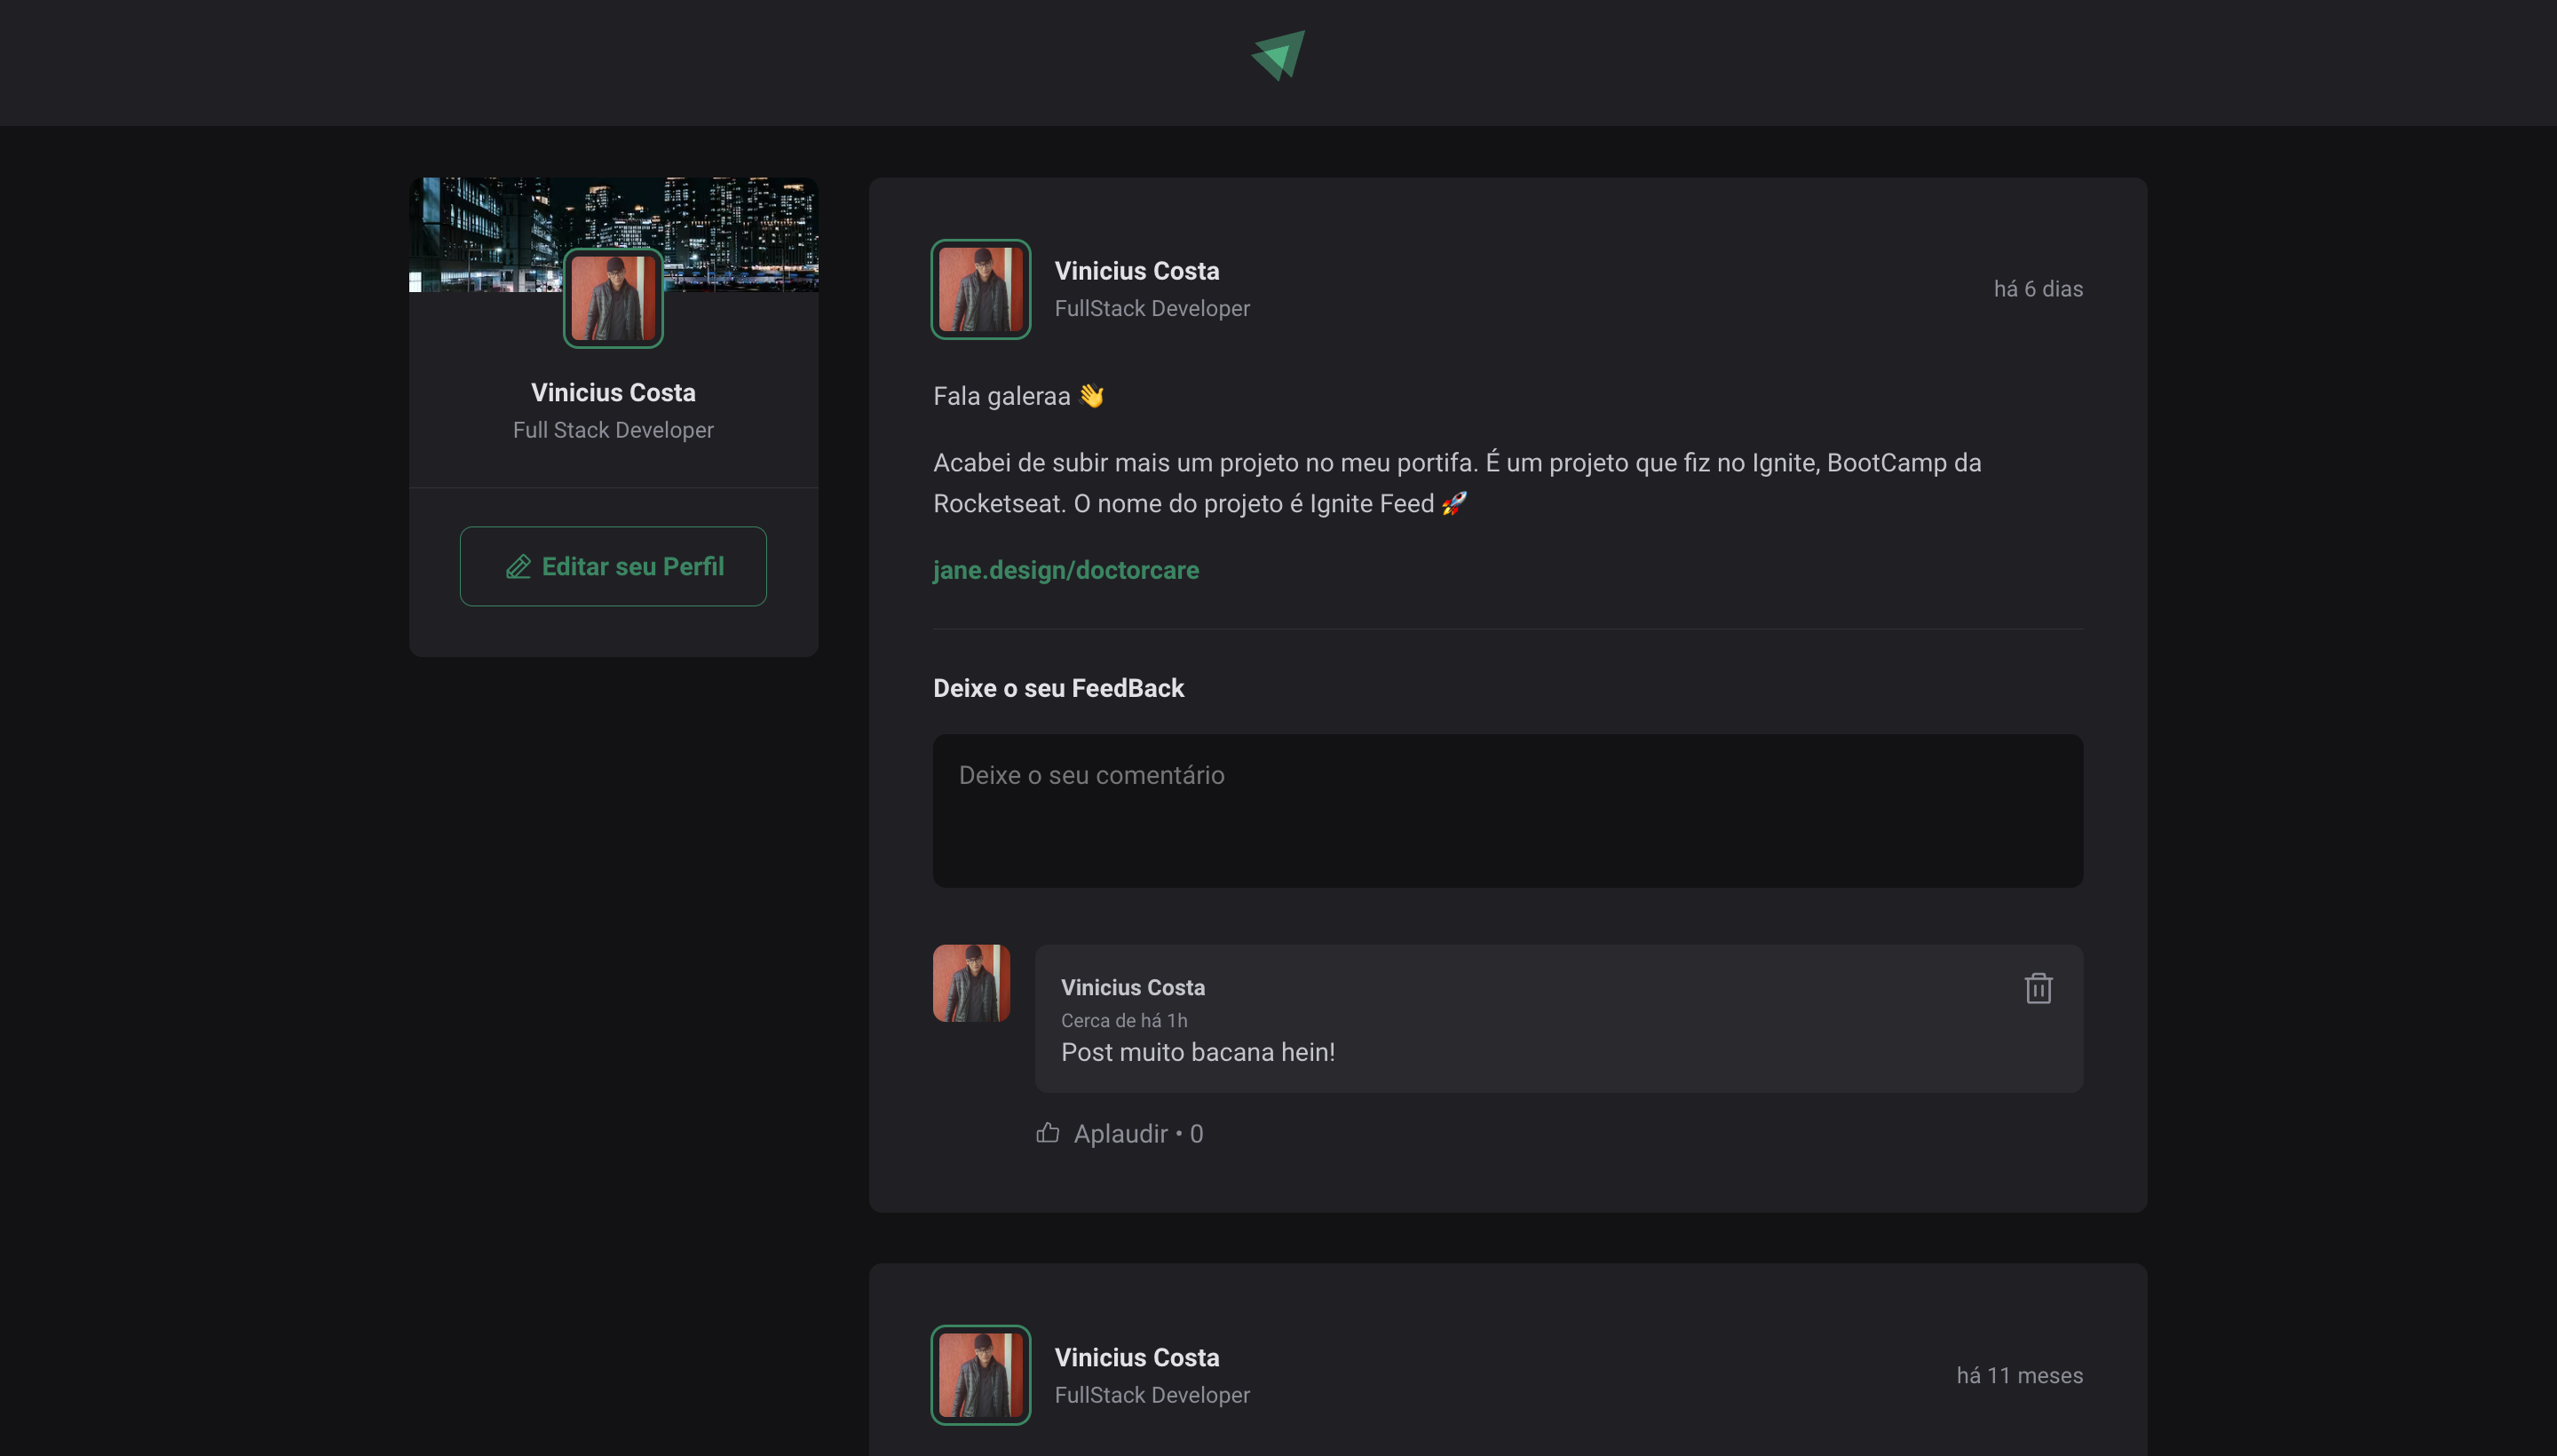 Vinicius Costa
Full Stack Developer
Editar seu Perfil
Vinicius Costa
FullStack Developer
há 6 dias
Fala galeraa 👋
Acabei de subir mais um projeto no meu portifa. É um projeto que fiz no Ignite, BootCamp da
Rocketseat. O nome do projeto é Ignite Feed 🚀
jane.design/doctorcare
Deixe o seu FeedBack
Deixe o seu comentário
Vinicius Costa
Cerca de há 1h
Post muito bacana hein!
Aplaudir • 0
Vinicius Costa
FullStack Developer
há 11 meses